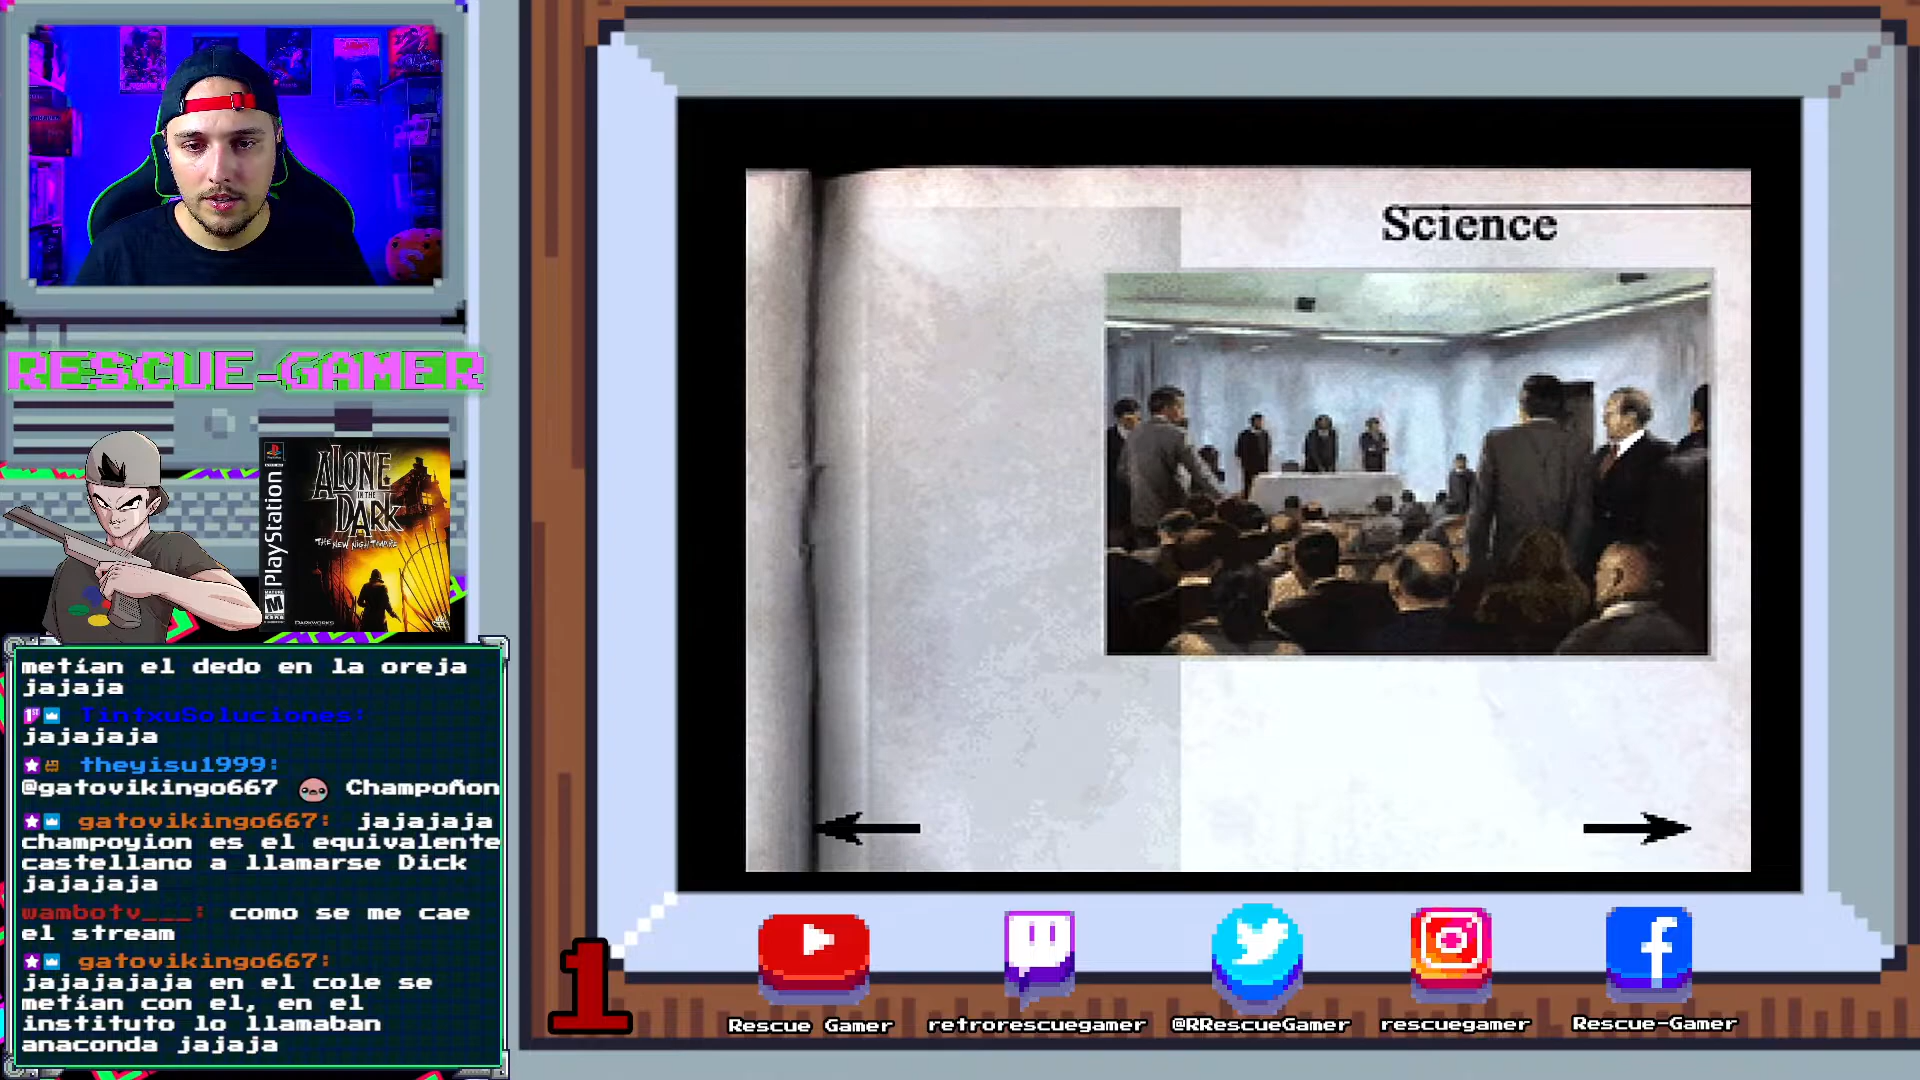 RESCUE-GAMER
PlayStation
ALONE
IN THE
DARK
THE NEW NIGHTMARE
DARKWORKS
M
metían el dedo en la oreja
jajaja
TintxuSoluciones:
jajajaja
theyisu1999:
@gatovikingo667 Champoñon
gatovikingo667: jajajaja
champoyion es el equivalente
castellano a llamarse Dick
jajajaja
wambotv___: como se me cae
el stream
gatovikingo667:
jajajajaja en el cole se
metían con el, en el
instituto lo llamaban
anaconda jajaja
Science
1
Rescue Gamer
retrorescuegamer
@RRescueGamer
rescuegamer
Rescue-Gamer